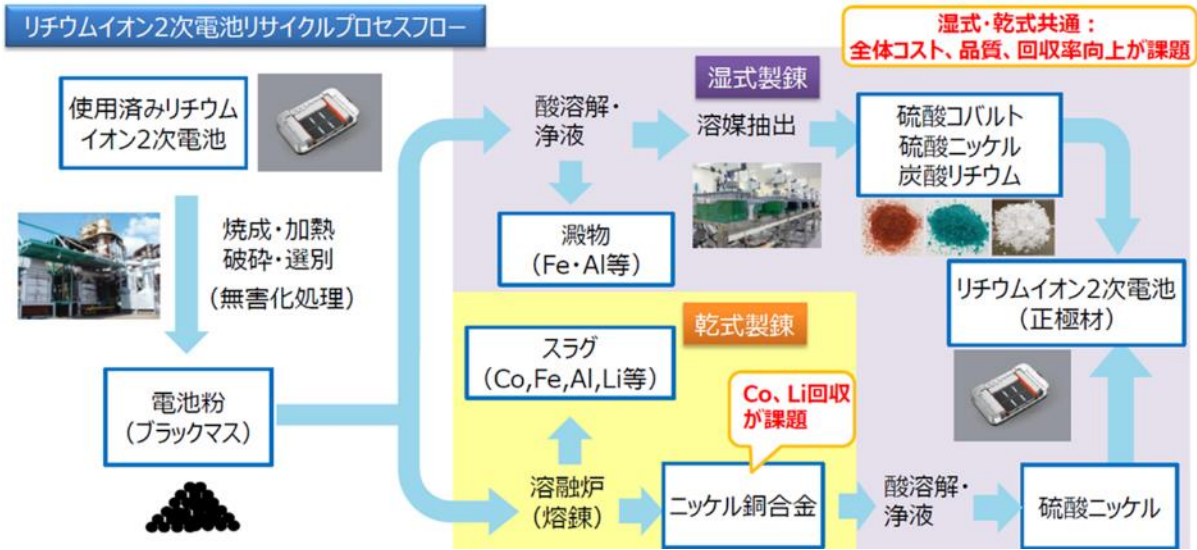 リチウムイオン2次電池リサイクルプロセスフロー
湿式・乾式共通：
全体コスト、品質、回収率向上が課題
使用済みリチウム
イオン2次電池
焼成・加熱
破砕・選別
（無害化処理）
電池粉
（ブラックマス）
湿式製錬
酸溶解・
浄液
溶媒抽出
硫酸コバルト
硫酸ニッケル
炭酸リチウム
澱物
（Fe・Al等）
リチウムイオン2次電池
（正極材）
乾式製錬
スラグ
（Co,Fe,Al,Li等）
Co、Li回収
が課題
溶融炉
（熔錬）
ニッケル銅合金
酸溶解・
浄液
硫酸ニッケル